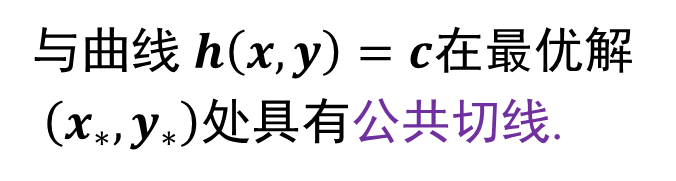 与曲线 h(x,y) = c在最优解
(x*,y*)处具有公共切线.